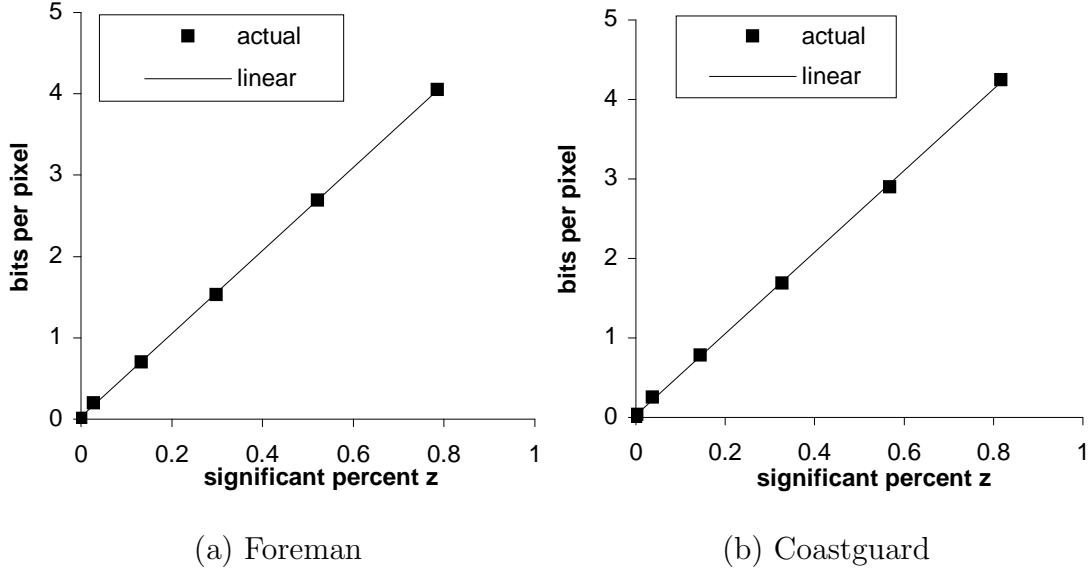 5
4
3
2
1
0
bits per pixel
actual
linear
0 0.2 0.4 0.6 0.8 1
significant percent z
(a) Foreman
5
4
3
2
1
0
bits per pixel
actual
linear
0 0.2 0.4 0.6 0.8 1
significant percent z
(b) Coastguard